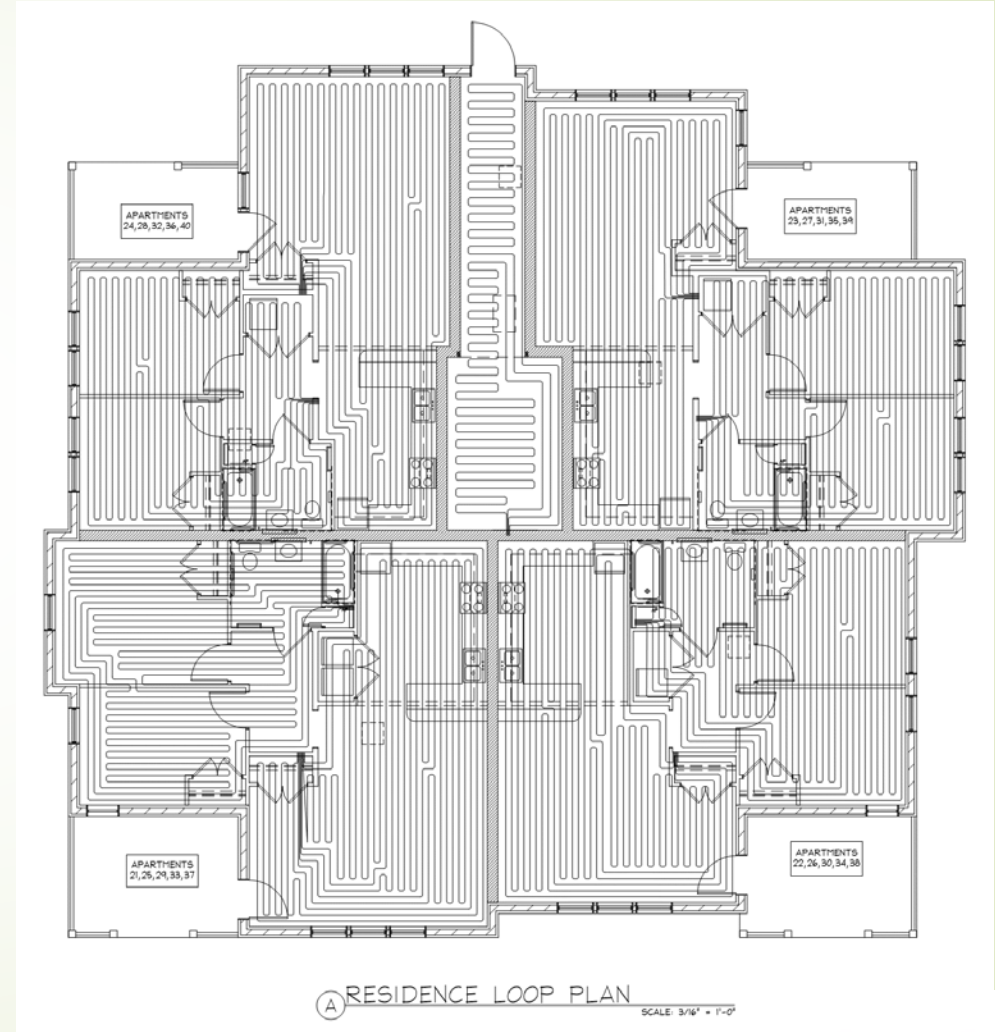 APARTMENTS
24,28,32,36,40
APARTMENTS
23,27,31,35,39
APARTMENTS
21,25,29,33,37
APARTMENTS
22,26,30,34,38
A RESIDENCE LOOP PLAN
SCALE: 3/16" = 1'-0"